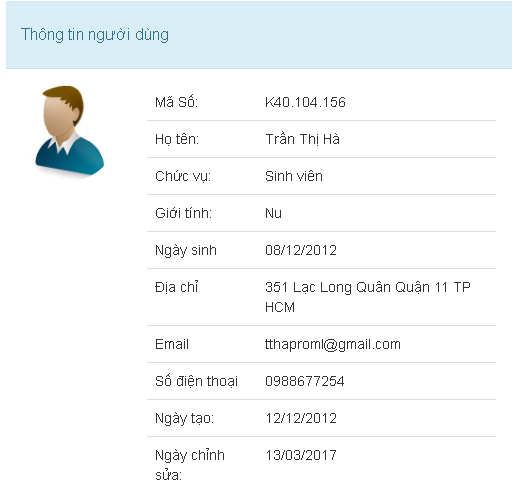 Thông tin người dùng
Mã Số: K40.104.156
Họ tên: Trần Thị Hà
Chức vụ: Sinh viên
Giới tính: Nu
Ngày sinh 08/12/2012
Địa chỉ 351 Lạc Long Quân Quận 11 TP
HCM
Email tthaproml@gmail.com
Số điện thoại 0988677254
Ngày tạo: 12/12/2012
Ngày chỉnh 13/03/2017
sửa: